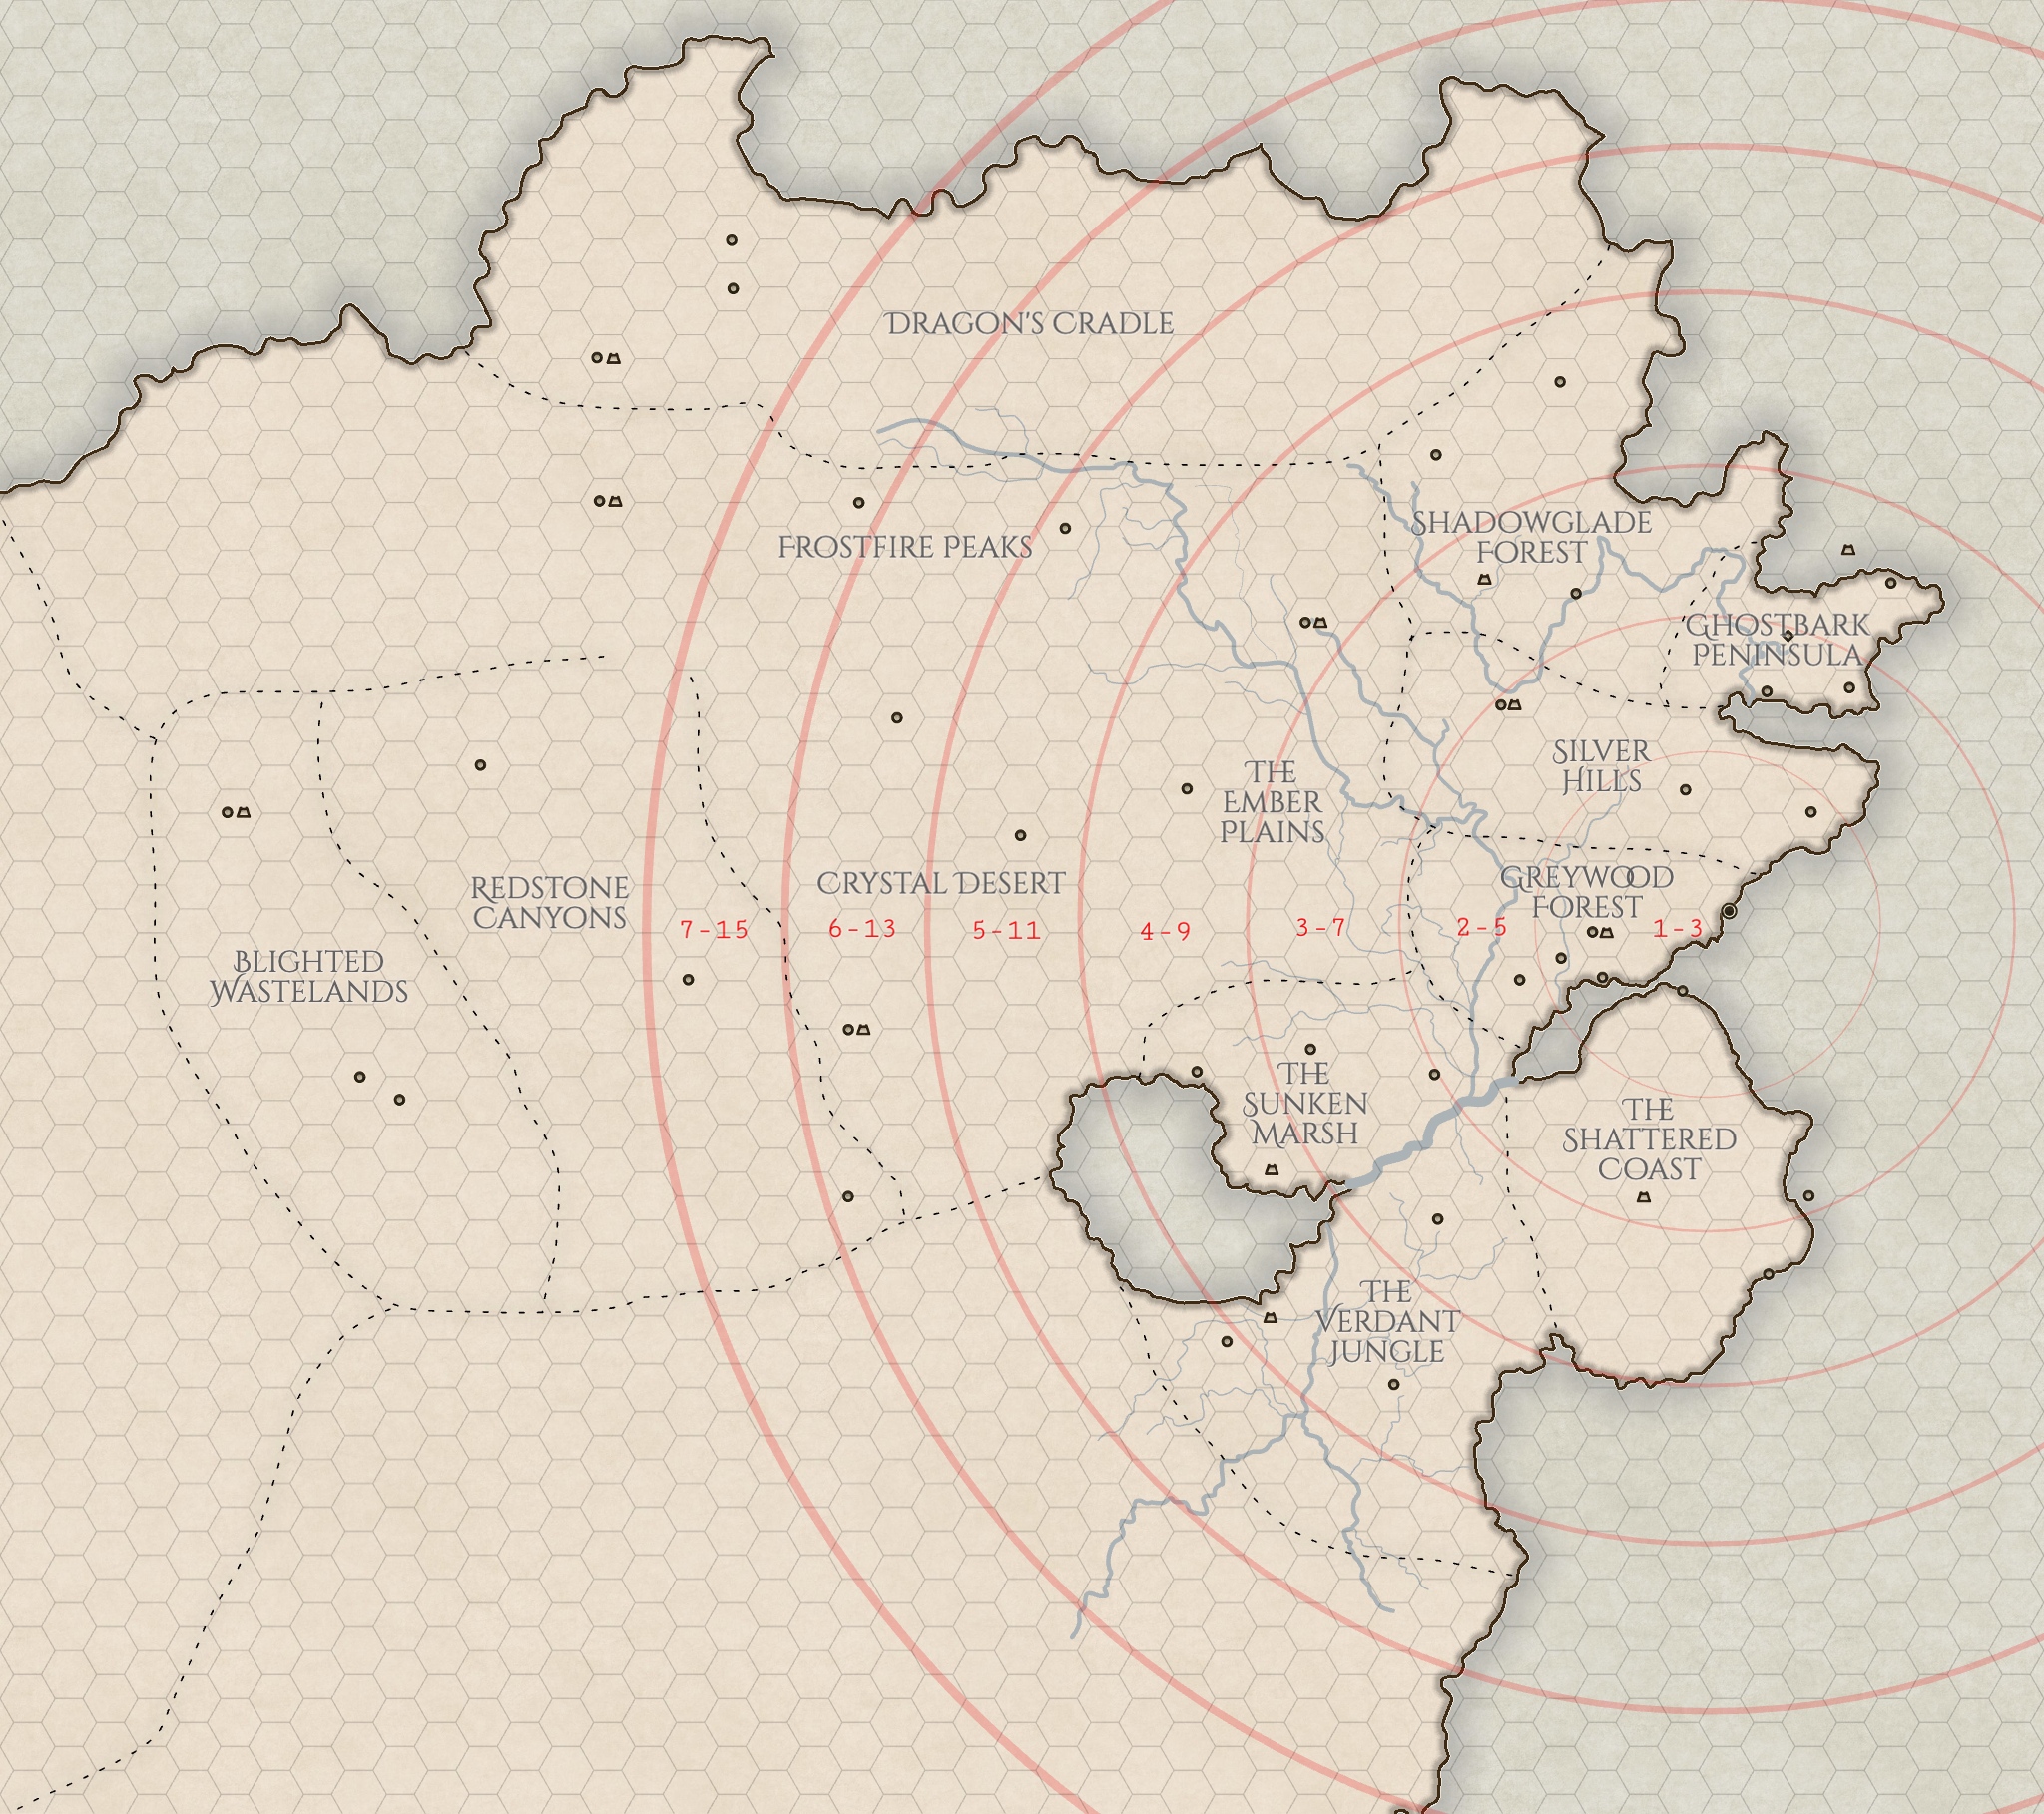 DRAGON'S CRADLE
SHADOWGLADE
FOREST
FROSTFIRE PEAKS
GHOSTBARK
PENINSULA
SILVER
HILLS
THE
EMBER
PLAINS
CRYSTAL DESERT
GREYWOOD
FOREST
REDSTONE
CANYONS
7-15
6-13
5-11
4-9
3-7
2-5
1-3
BLIGHTED
WASTELANDS
THE
SUNKEN
MARSH
THE
SHATTERED
COAST
THE
VERDANT
JUNGLE